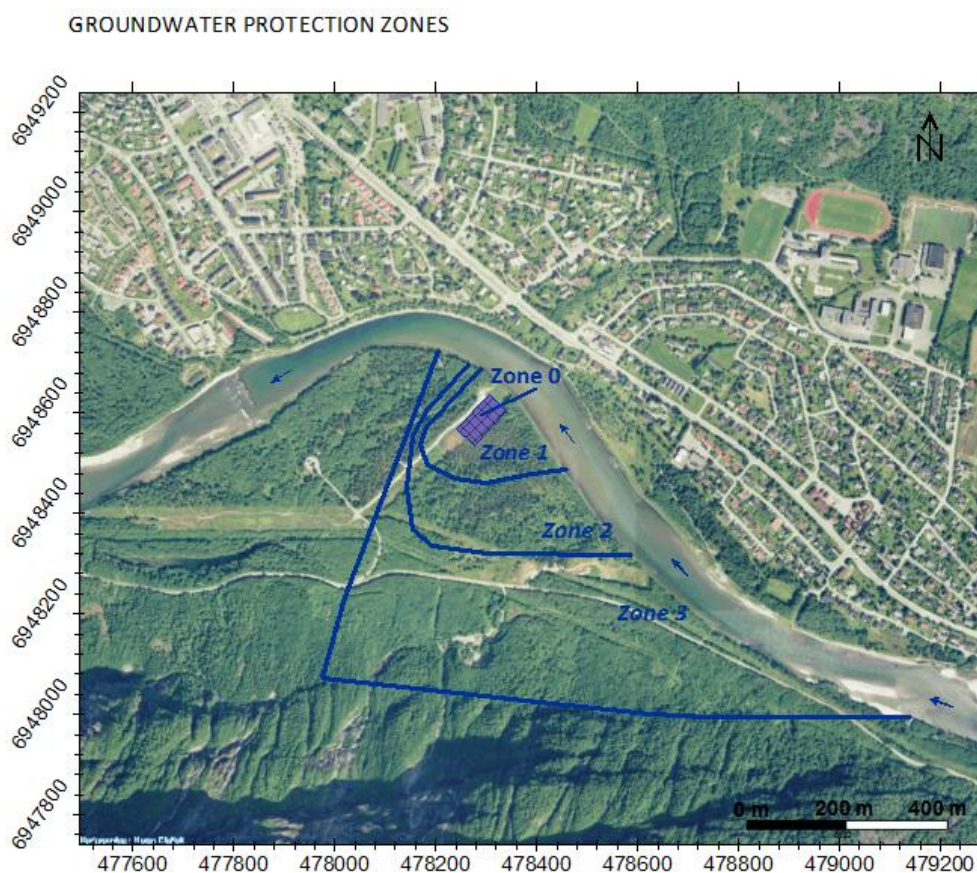 GROUNDWATER PROTECTION ZONES
6949200
6949000
6948800
6948600
6948400
6948200
6948000
6947800
N
Zone 0
Zone 1
Zone 2
Zone 3
0 m 200 m 400 m
477600 477800 478000 478200 478400 478600 478800 479000 479200